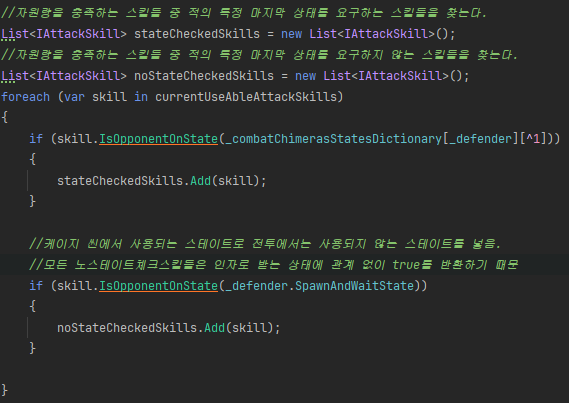 //자원량을 충족하는 스킬들 중 적의 특정 마지막 상태를 요구하는 스킬들을 찾는다.
List<IAttackSkill> stateCheckedSkills = new List<IAttackSkill>();
//자원량을 충족하는 스킬들 중 적의 특정 마지막 상태를 요구하지 않는 스킬들을 찾는다.
List<IAttackSkill> noStateCheckedSkills = new List<IAttackSkill>();
foreach (var skill in currentUseAbleAttackSkills)
{
if (skill.IsOpponentOnState(_combatChimerasStatesDictionary[_defender][^1]))
{
stateCheckedSkills.Add(skill);
}
//케이지 씬에서 사용되는 스테이트로 전투에서는 사용되지 않는 스테이트를 넣음.
//모든 노스테이트체크스킬들은 인자로 받는 상태에 관계 없이 true를 반환하기 때문
if (skill.IsOpponentOnState(_defender.SpawnAndWaitState))
{
noStateCheckedSkills.Add(skill);
}
}